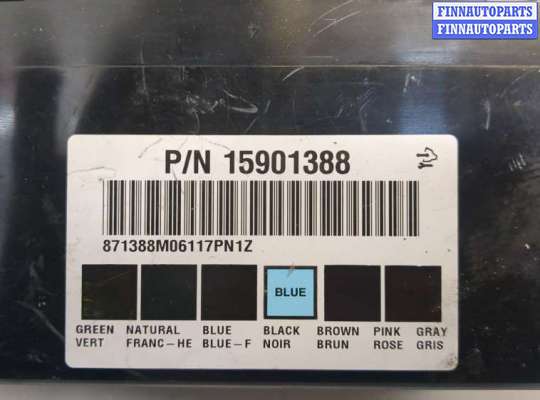 FINNAUTOPARTS
FINNAUTOPARTS
P/N 15901388
871388M06117PN1Z
BLUE
GREEN NATURAL BLUE BLACK BROWN PINK GRAY
VERT FRANC-HE BLUE-F NOIR BRUN ROSE GRIS